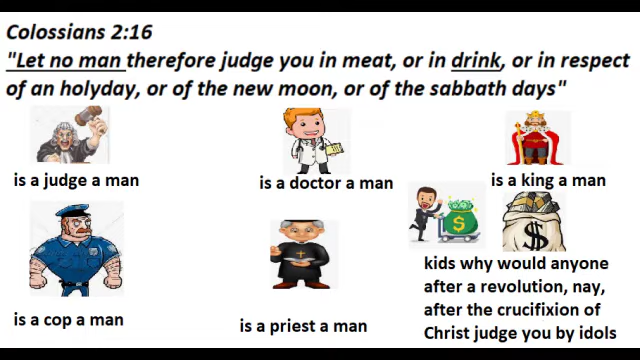 Colossians 2:16
"Let no man therefore judge you in meat, or in drink, or in respect
of an holyday, or of the new moon, or of the sabbath days"
is a judge a man
is a doctor a man
is a king a man
is a cop a man
is a priest a man
kids why would anyone
after a revolution, nay,
after the crucifixion of
Christ judge you by idols